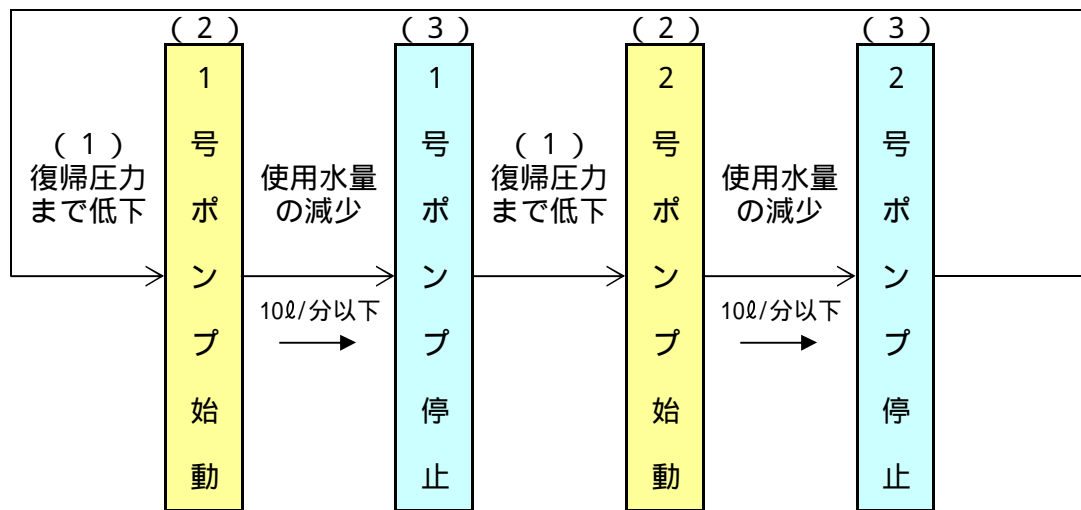 (2)
(3)
(2)
(3)
(1)
復帰圧力
まで低下
1号ポンプ始動
使用水量
の減少
10ℓ/分以下
1号ポンプ停止
(1)
復帰圧力
まで低下
2号ポンプ始動
使用水量
の減少
10ℓ/分以下
2号ポンプ停止